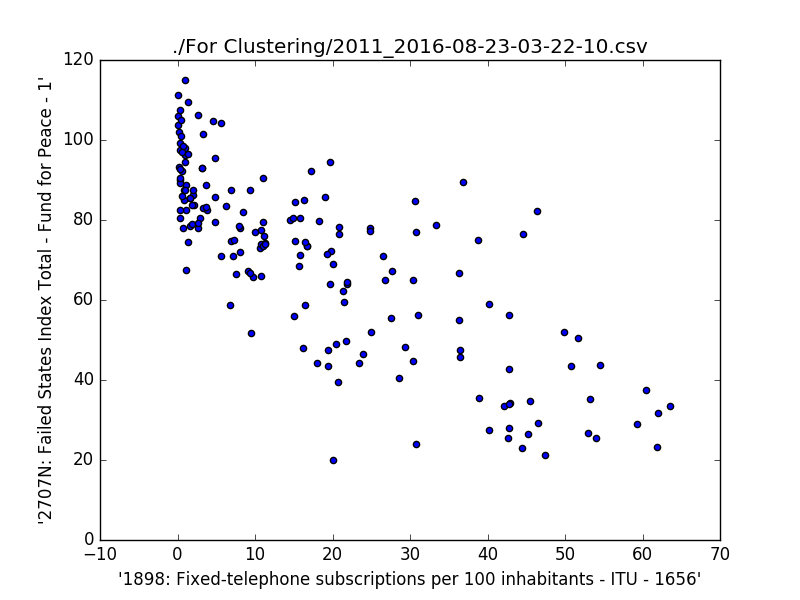 ./For Clustering/2011_2016-08-23-03-22-10.csv
'2707N: Failed States Index Total - Fund for Peace - 1'
120
100
80
60
40
20
0
−10 0 10 20 30 40 50 60 70
'1898: Fixed-telephone subscriptions per 100 inhabitants - ITU - 1656'